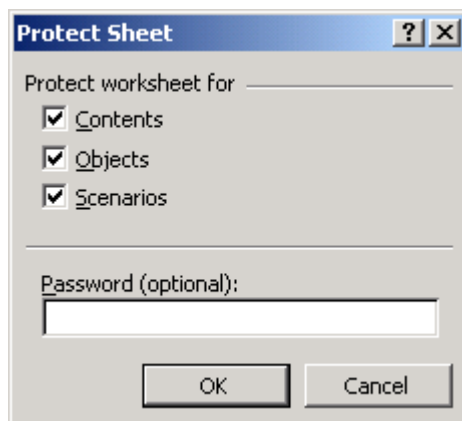 Protect Sheet
Protect worksheet for
Contents
Objects
Scenarios
Password (optional):
OK Cancel